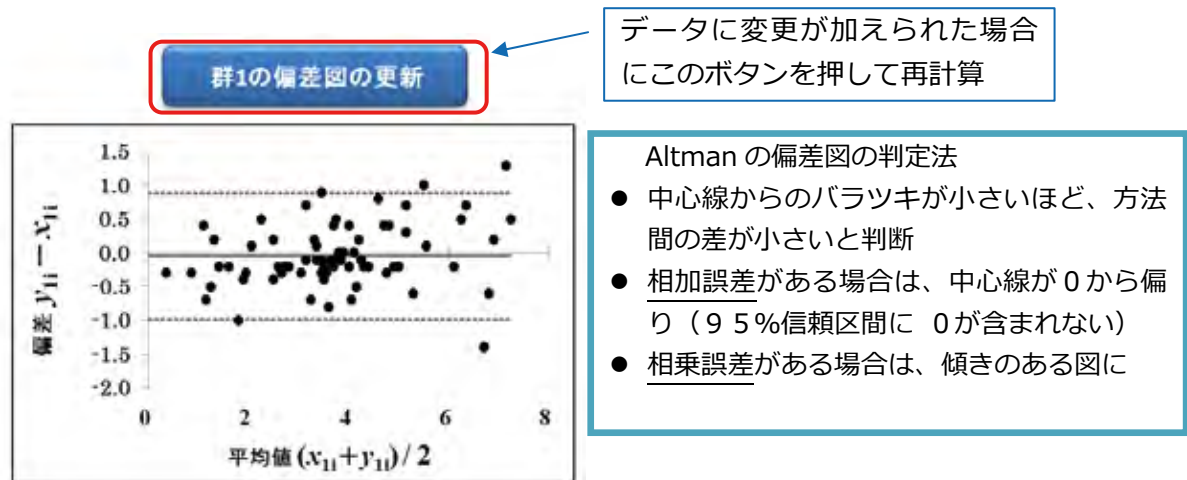 データに変更が加えられた場合
にこのボタンを押して再計算
群1の偏差図の更新
1.5
1.0
0.5
0.0
-0.5
-1.0
-1.5
-2.0
偏差 y1i－x1i
0 2 4 6 8
平均値(x1i+y1i)/2
Altman の偏差図の判定法
● 中心線からのバラツキが小さいほど、方法
間の差が小さいと判断
● 相加誤差がある場合は、中心線が 0 から偏
り（９５%信頼区間に 0が含まれない）
● 相乗誤差がある場合は、傾きのある図に